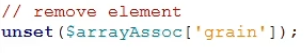 // remove element
unset($arrayAssoc['grain']);